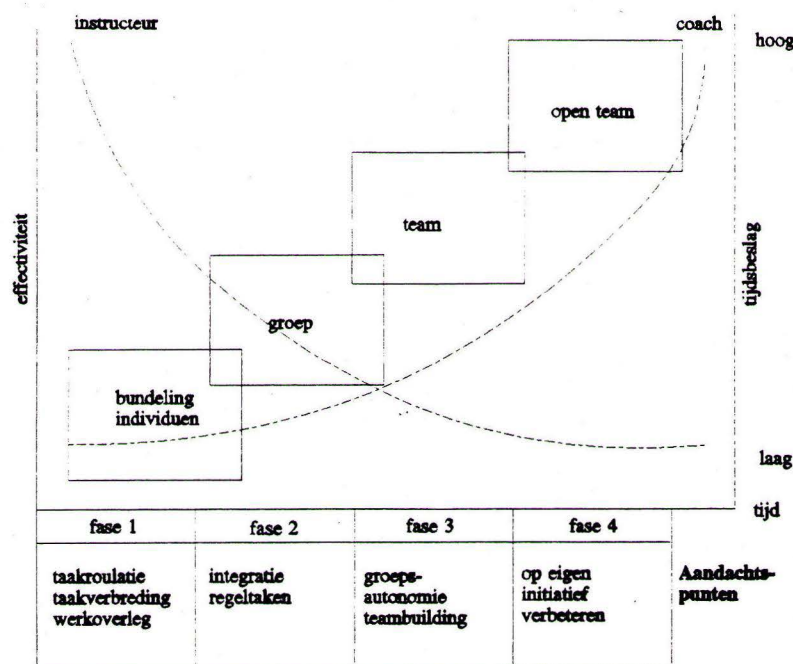 instructeur
coach
hoog
open team
team
effectiviteit
tijdsbeslag
groep
bundeling
individuen
laag
tijd
fase 1
fase 2
fase 3
fase 4
taakroulatie
taakverbreding
werkoverleg
integratie
regeltaken
groeps-
autonomie
teambuilding
op eigen
initiatief
verbeteren
Aandachts-
punten